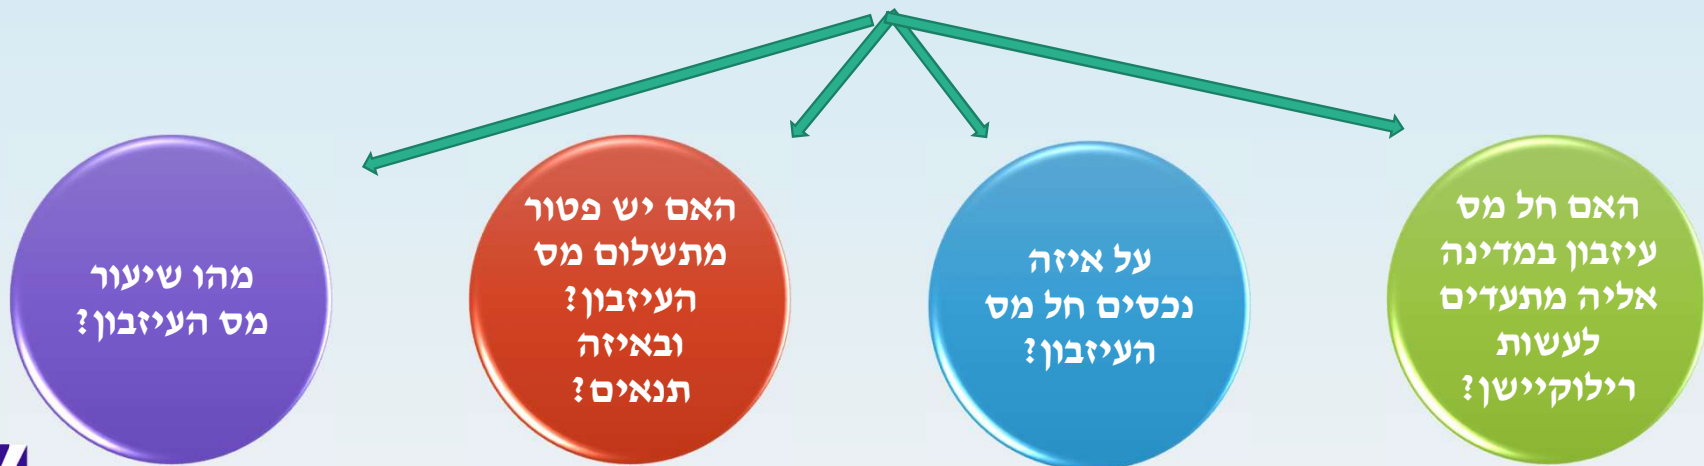 האם חל מס
עיזבון במדינה
אליה מתעדים
לעשות
רילוקיישן?
על איזה
נכסים חל מס
העיזבון?
האם יש פטור
מתשלום מס
העיזבון?
ובאיזה
תנאים?
מהו שיעור
מס העיזבון?